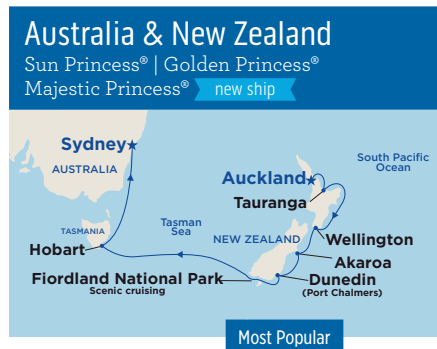 Australia & New Zealand
Sun Princess® | Golden Princess®
Majestic Princess® new ship
Sydney
AUSTRALIA
South Pacific
Ocean
Auckland
Tauranga
TASMANIA
Tasman
Sea
NEW ZEALAND
Wellington
Hobart
Akaroa
Fiordland National Park
Scenic cruising
Dunedin
(Port Chalmers)
Most Popular